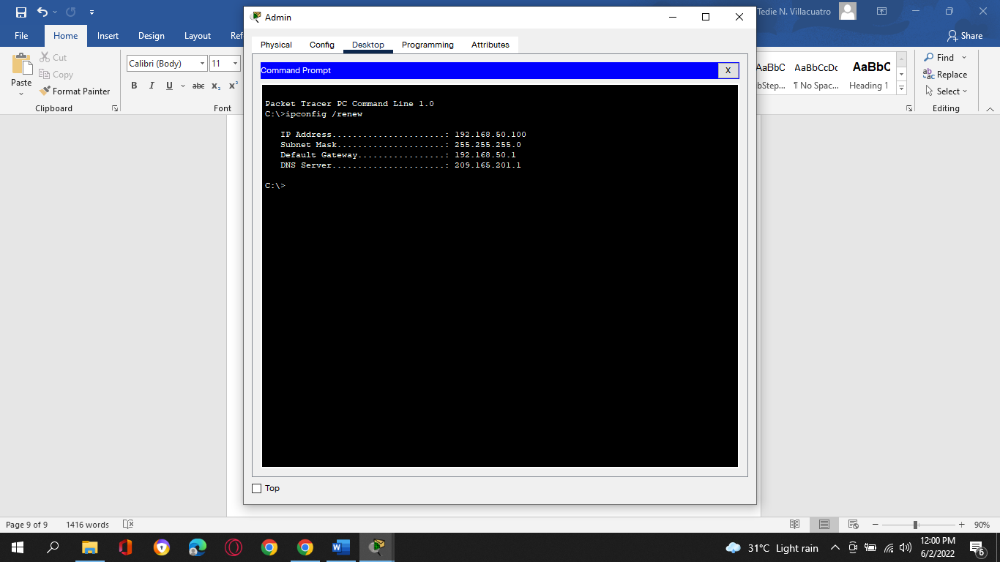 Tedie N. Villacuatro
File Home Insert Design Layout Ref
Share
Paste
Cut
Copy
Format Painter
Clipboard
Calibri (Body) 11
B I U abc X₂ X²
Font
Admin
Physical Config Desktop Programming Attributes
Command Prompt X
Packet Tracer PC Command Line 1.0
C:\>ipconfig /renew
IP Address......................: 192.168.50.100
Subnet Mask.....................: 255.255.255.0
Default Gateway.................: 192.168.50.1
DNS Server......................: 209.165.201.1
C:\>
Top
AaBbC AaBbCcDc AaBbC
bStep... ¶ No Spac... Heading 1
Find
Replace
Select
Editing
Page 9 of 9 1416 words
90%
31°C Light rain
12:00 PM
6/2/2022
6